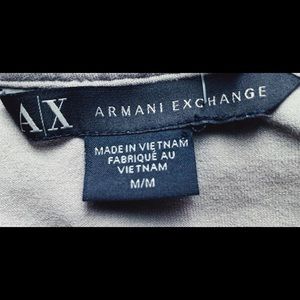 A|X ARMANI EXCHANGE
MADE IN VIETNAM
FABRIQUÉ AU
VIETNAM
M/M